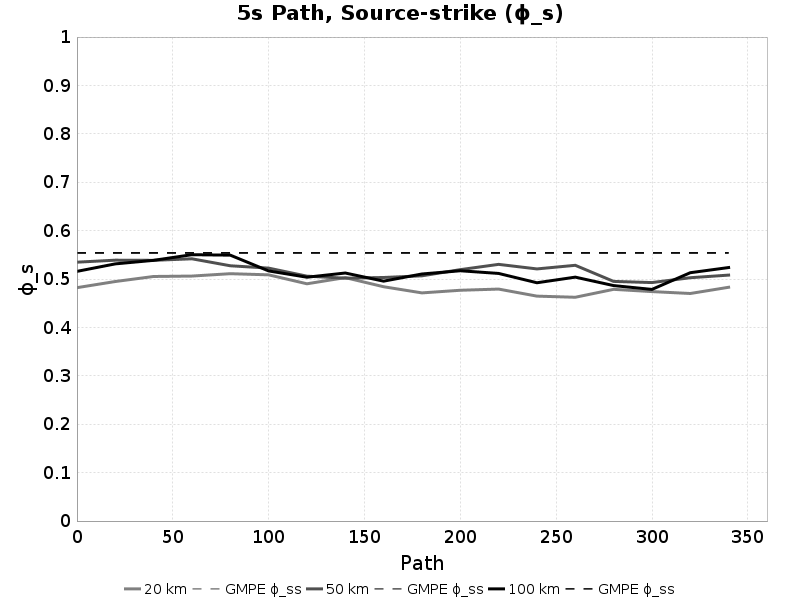 5s Path, Source-strike (ϕ_s)
1
0.9
0.8
0.7
0.6
0.5
0.4
0.3
0.2
0.1
0
ϕ_s
0 50 100 150 200 250 300 350
Path
20 km GMPE ϕ_ss 50 km GMPE ϕ_ss 100 km GMPE ϕ_ss